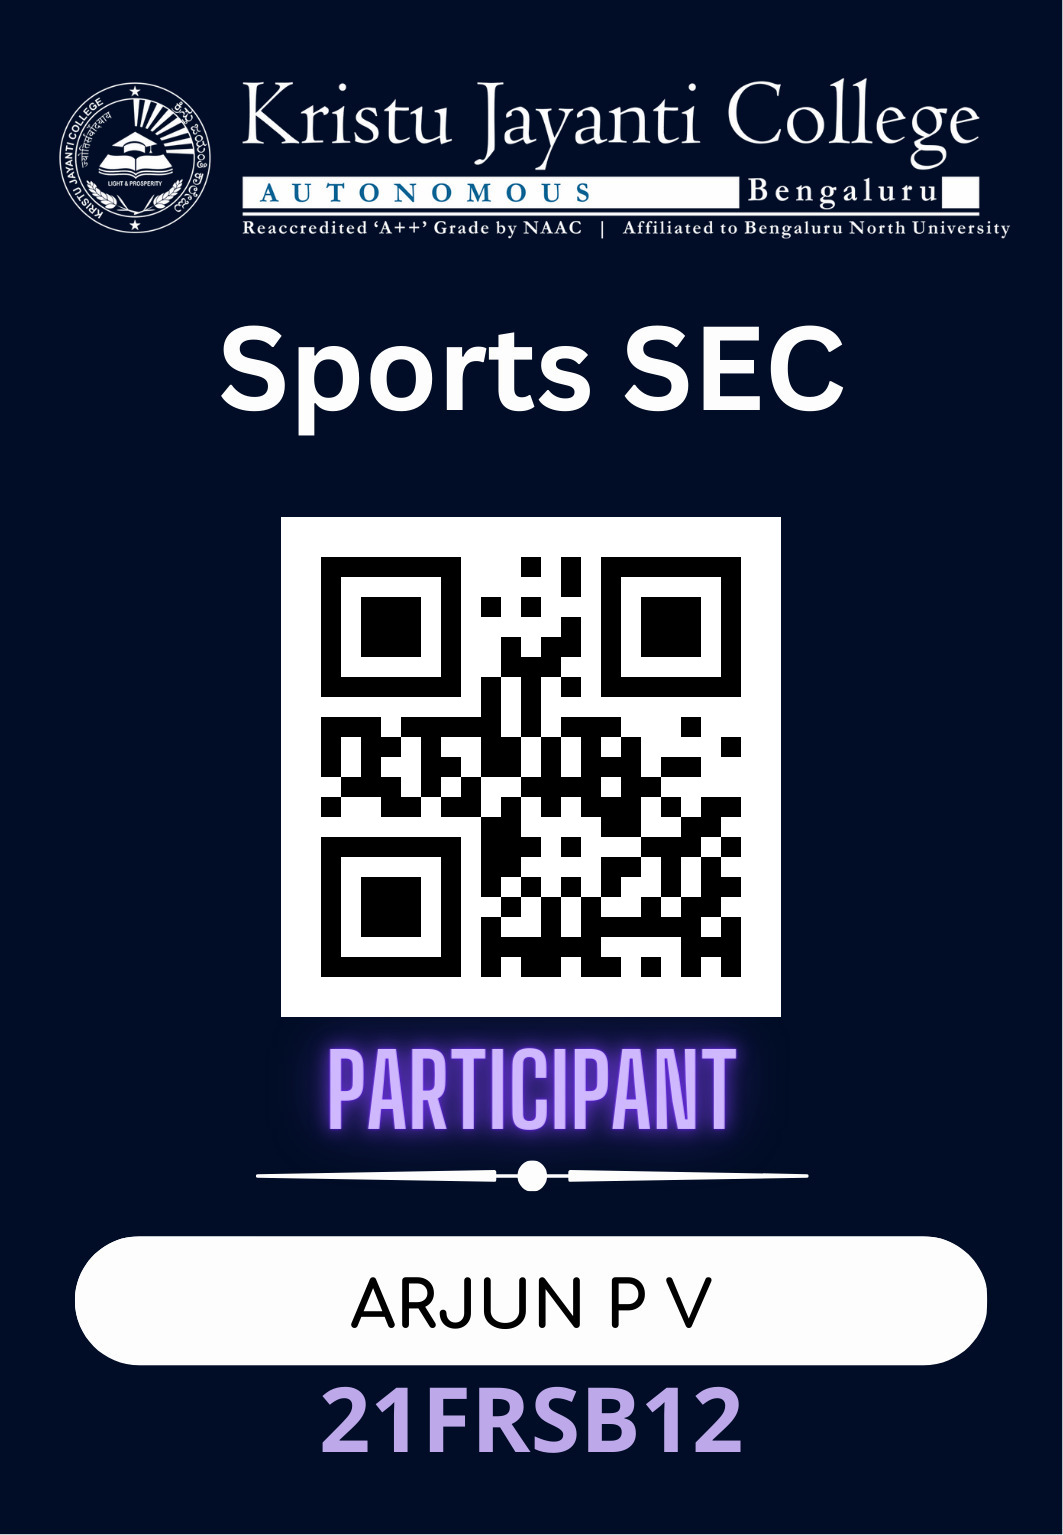 Kristu Jayanti College
AUTONOMOUS Bengaluru
Reaccredited ‘A++’ Grade by NAAC | Affiliated to Bengaluru North University
KRISTU JAYANTI COLLEGE
ಕ್ರಿಸ್ತು ಜಯಂತಿ ಕಾಲೇಜು
LIGHT & PROSPERITY
Sports SEC
PARTICIPANT
ARJUN P V
21FRSB12